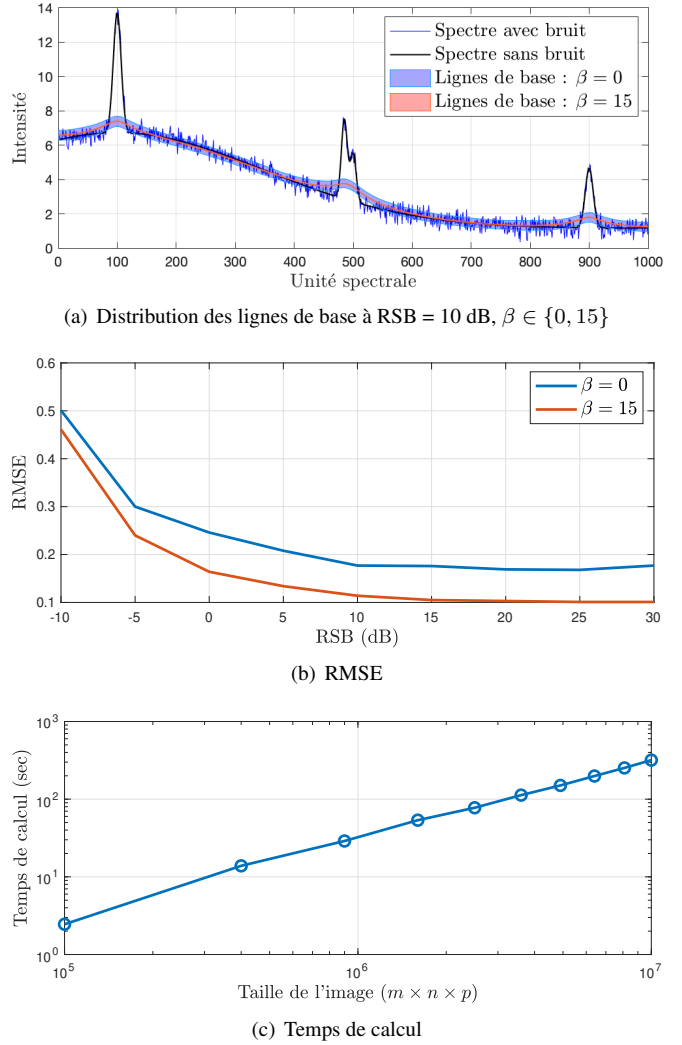 14
12
10
8
6
4
2
0
Intensité
Spectre avec bruit
Spectre sans bruit
Lignes de base : β = 0
Lignes de base : β = 15
0 100 200 300 400 500 600 700 800 900 1000
Unité spectrale
(a) Distribution des lignes de base à RSB = 10 dB, β ∈ {0, 15}
0.6
0.5
0.4
0.3
0.2
0.1
RMSE
β = 0
β = 15
-10 -5 0 5 10 15 20 25 30
RSB (dB)
(b) RMSE
10³
10²
10¹
10⁰
Temps de calcul (sec)
10⁵ 10⁶ 10⁷
Taille de l'image (m × n × p)
(c) Temps de calcul